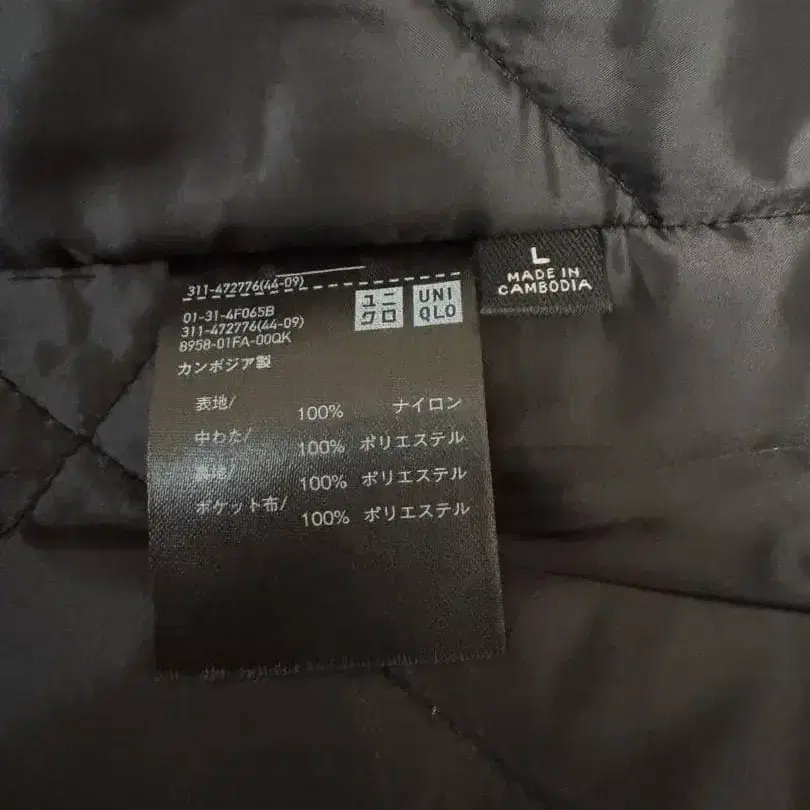 311-472776(44-09)
01-31-4F065B
311-472776(44-09)
8958-01FA-00QK
カンボジア製
ユニ
クロ
UNI
QLO
L
MADE IN
CAMBODIA
表地/
100% ナイロン
中わた/
100% ポリエステル
裏地/
100% ポリエステル
ポケット布/
100% ポリエステル